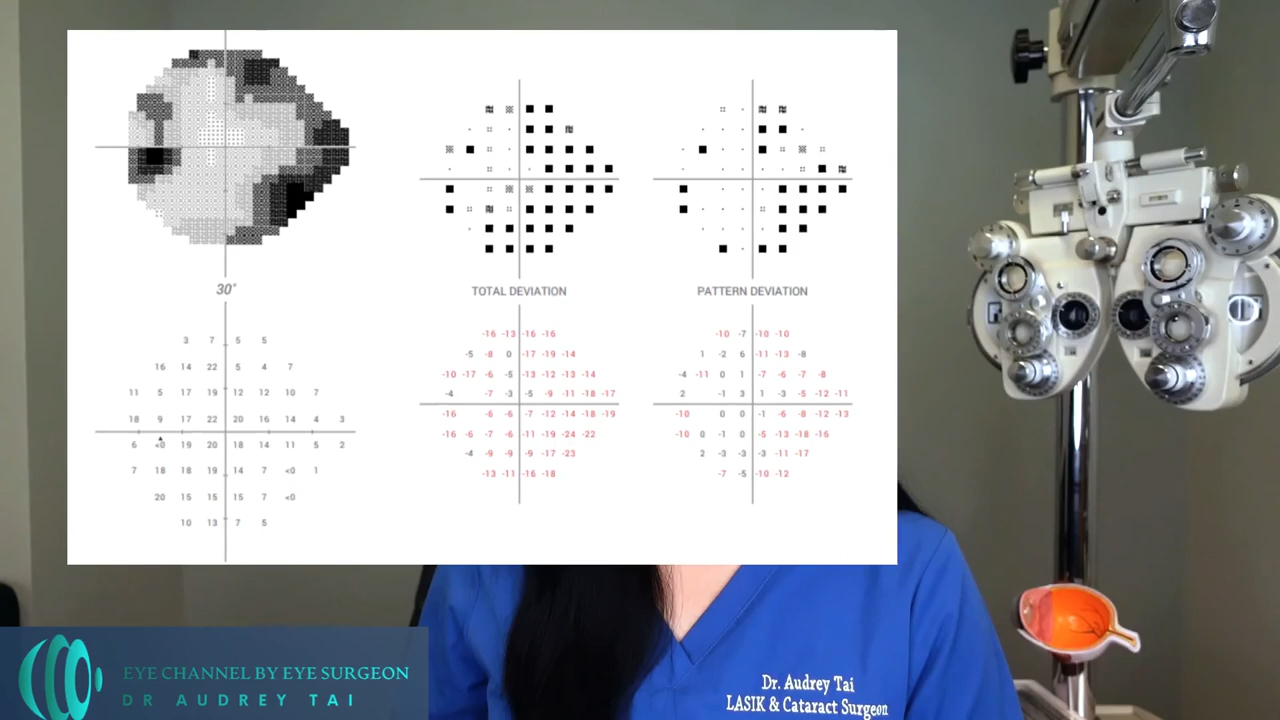 30°
3 7 5 5
16 14 22 5 4 7
11 5 17 19 12 12 10 7
18 9 17 22 20 16 14 4 3
6 <0 19 20 18 14 11 5 2
7 18 18 19 14 7 <0 1
20 15 15 15 7 <0
10 13 7 5
TOTAL DEVIATION
-16 -13 -16 -16
-5 -8 0 -17 -19 -14
-10 -17 -6 -5 -13 -12 -13 -14
-4 -7 -3 -5 -9 -11 -18 -17
-16 -6 -6 -7 -12 -14 -18 -19
-16 -6 -7 -6 -11 -19 -24 -22
-4 -9 -9 -9 -17 -23
-13 -11 -16 -18
PATTERN DEVIATION
-10 -7 -10 -10
1 -2 6 -11 -13 -8
-4 -11 0 1 -7 -6 -7 -8
2 -1 3 1 -3 -5 -12 -11
-10 0 0 -1 -6 -8 -12 -13
-10 0 -1 0 -5 -13 -18 -16
2 -3 -3 -3 -11 -17
-7 -5 -10 -12
EYE CHANNEL BY EYE SURGEON
DR AUDREY TAI
Dr. Audrey Tai
LASIK & Cataract Surgeon